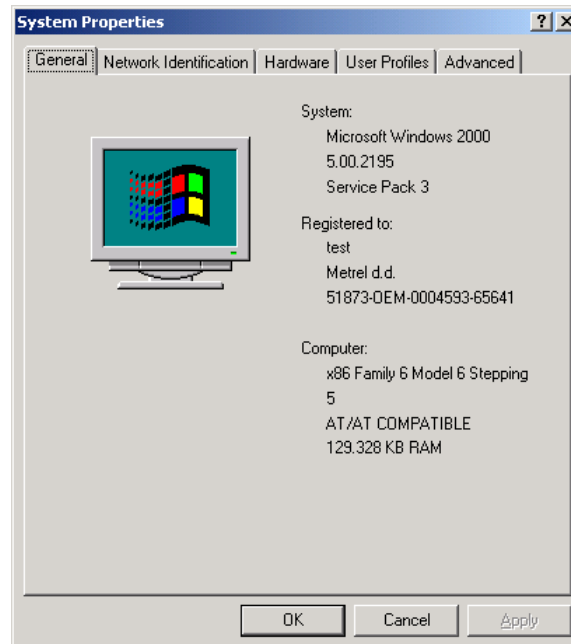 System Properties
General
Network Identification
Hardware
User Profiles
Advanced
System:
Microsoft Windows 2000
5.00.2195
Service Pack 3
Registered to:
test
Metrel d.d.
51873-OEM-0004593-65641
Computer:
x86 Family 6 Model 6 Stepping
5
AT/AT COMPATIBLE
129.328 KB RAM
OK
Cancel
Apply